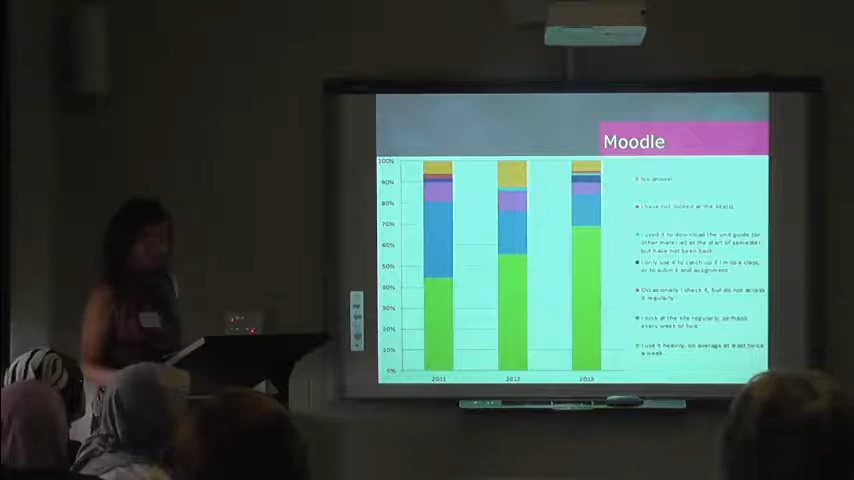 Moodle
100%
90%
80%
70%
60%
50%
40%
30%
20%
10%
0%
2011
2012
2013
No answer
I have not looked at the site(s)
I used it to download the unit guide (or
other material) at the start of semester
but have not been back
I only use it to catch up if I miss a class,
or to submit and assignment
Occasionally I check it, but do not access
it regularly
I look at the site regularly, perhaps
every week or two
I use it heavily, on average at least twice
a week